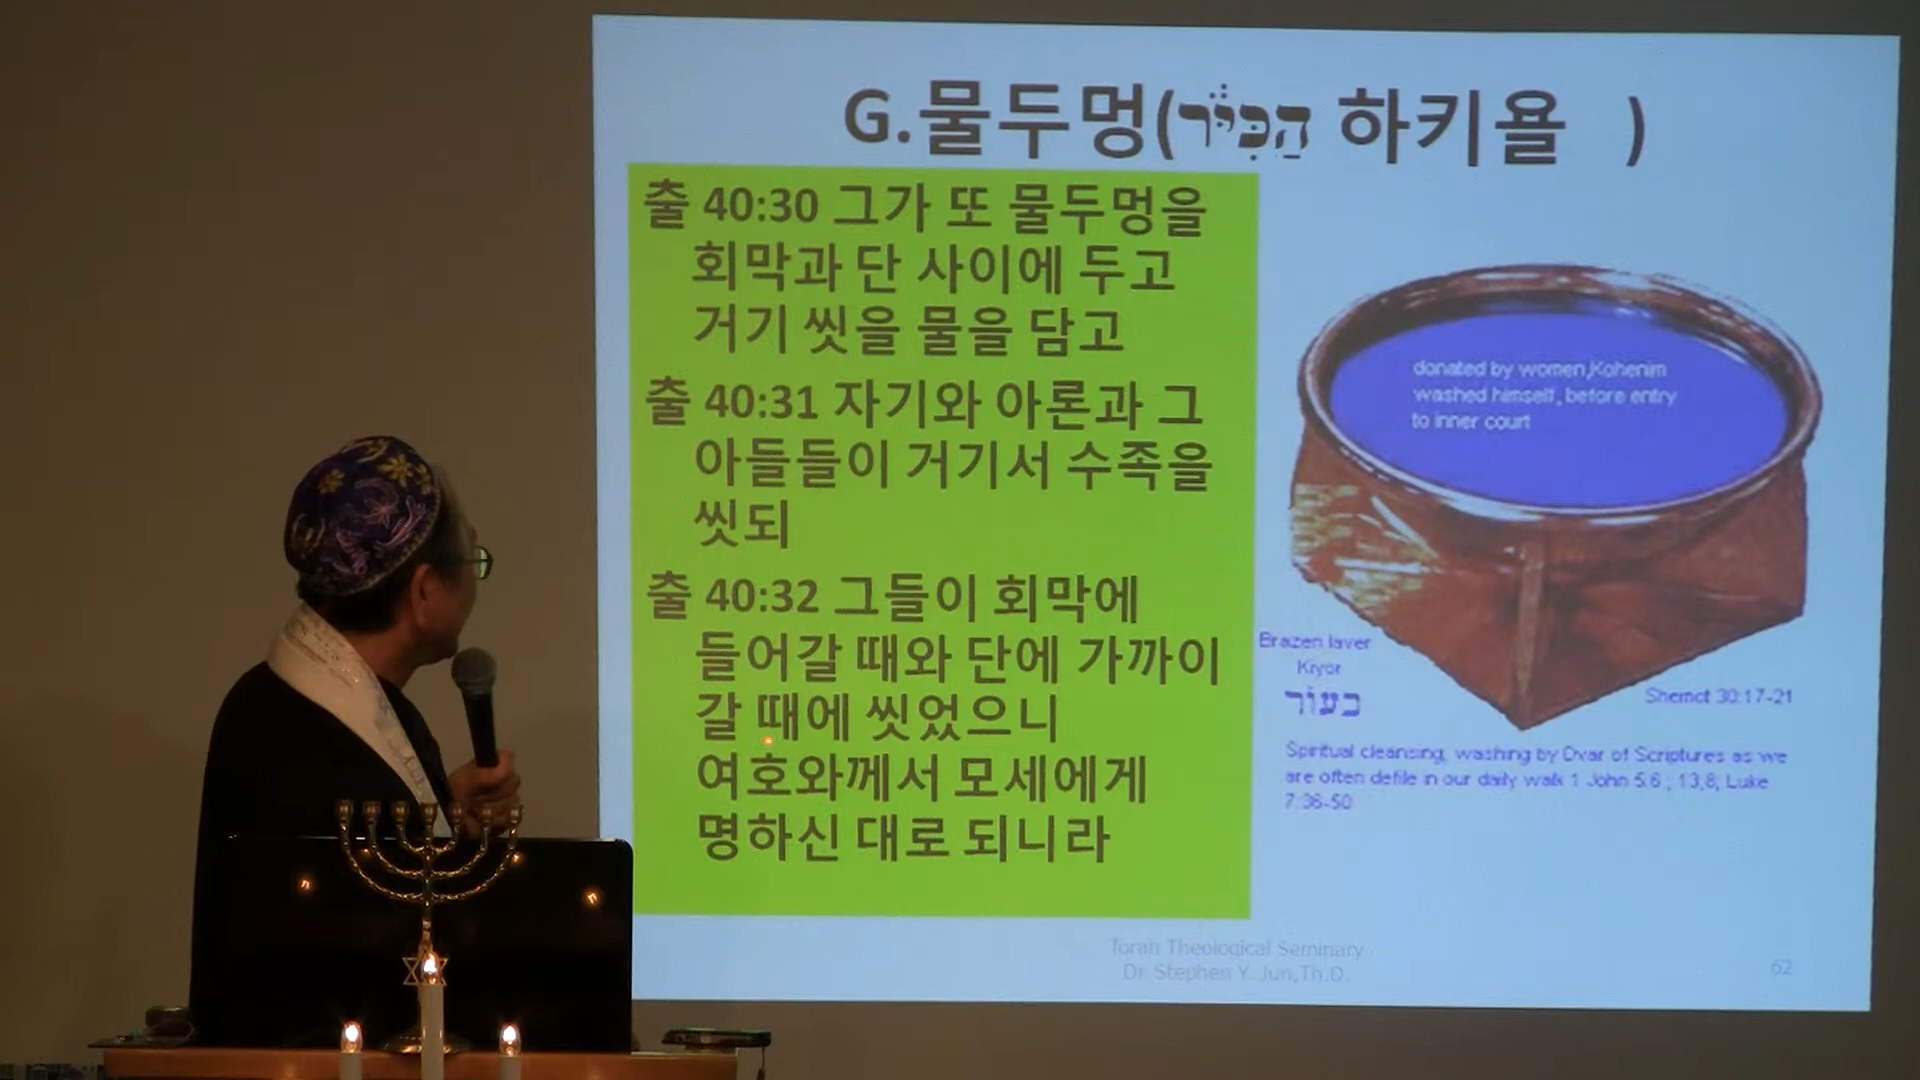 G.물두멍(הַכִּיֹּר 하키욜 )
출 40:30 그가 또 물두멍을
회막과 단 사이에 두고
거기 씻을 물을 담고
출 40:31 자기와 아론과 그
아들들이 거기서 수족을
씻되
출 40:32 그들이 회막에
들어갈 때와 단에 가까이
갈 때에 씻었으니
여호와께서 모세에게
명하신 대로 되니라
donated by women,Kohenim
washed himself, before entry
to inner court
Brazen laver
Kiyor
כעור
Shemot 30:17-21
Spiritual cleansing, washing by Dvar of Scriptures as we
are often defile in our daily walk 1 John 5:6 ; 13,8; Luke
7:36-50
Torah Theological Seminary
Dr. Stephen Y. Jun,Th.D.
62